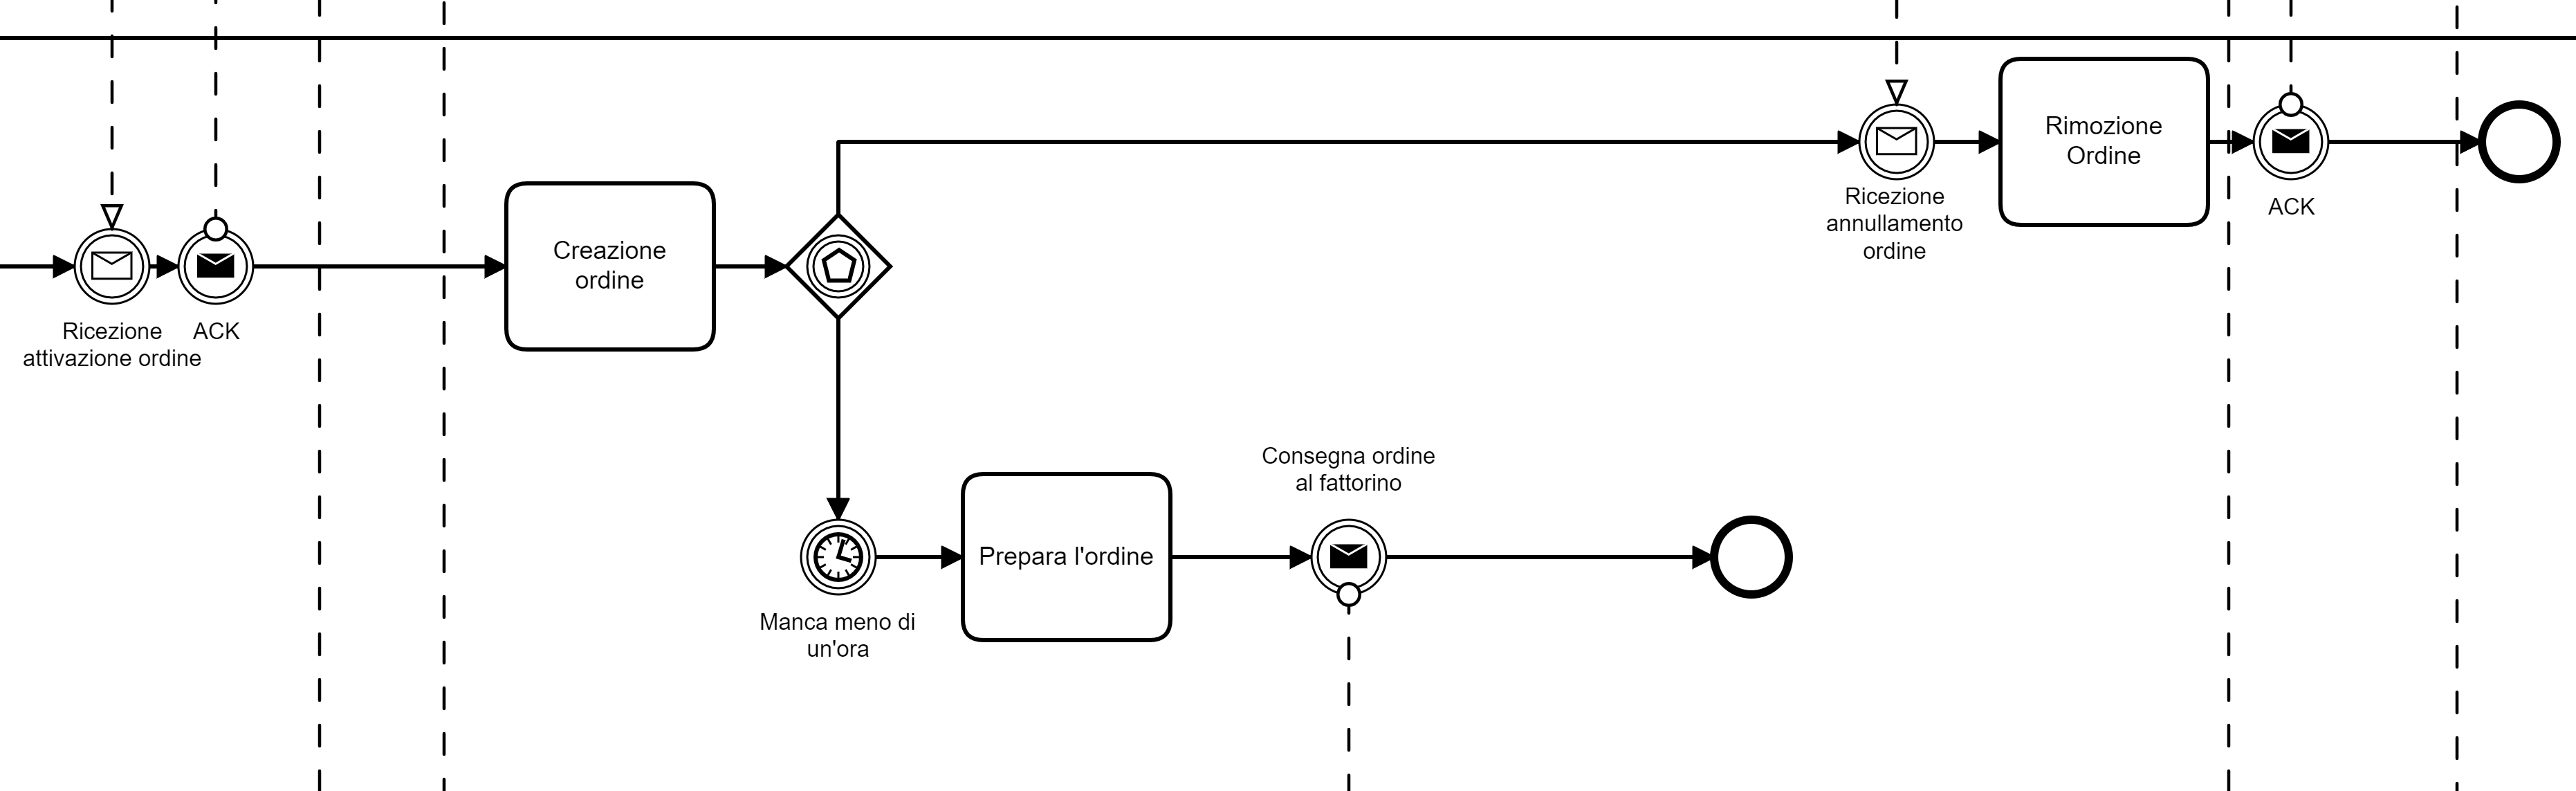 Ricezione
attivazione ordine
ACK
Creazione
ordine
Ricezione
annullamento
ordine
Rimozione
Ordine
ACK
Manca meno di
un'ora
Prepara l'ordine
Consegna ordine
al fattorino